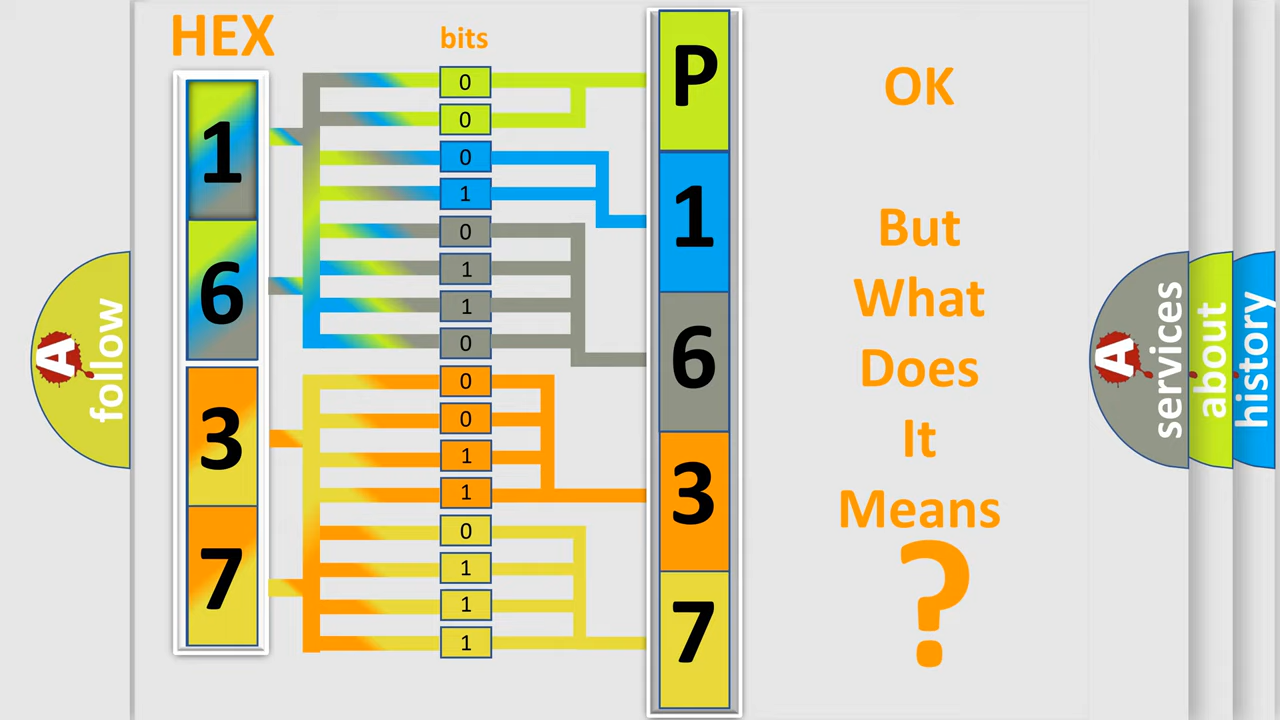 HEX
bits
1
6
3
7
0
0
0
1
0
1
1
0
0
0
1
1
0
1
1
1
P
1
6
3
7
OK
But
What
Does
It
Means
?
A
follow
A
services
about
history